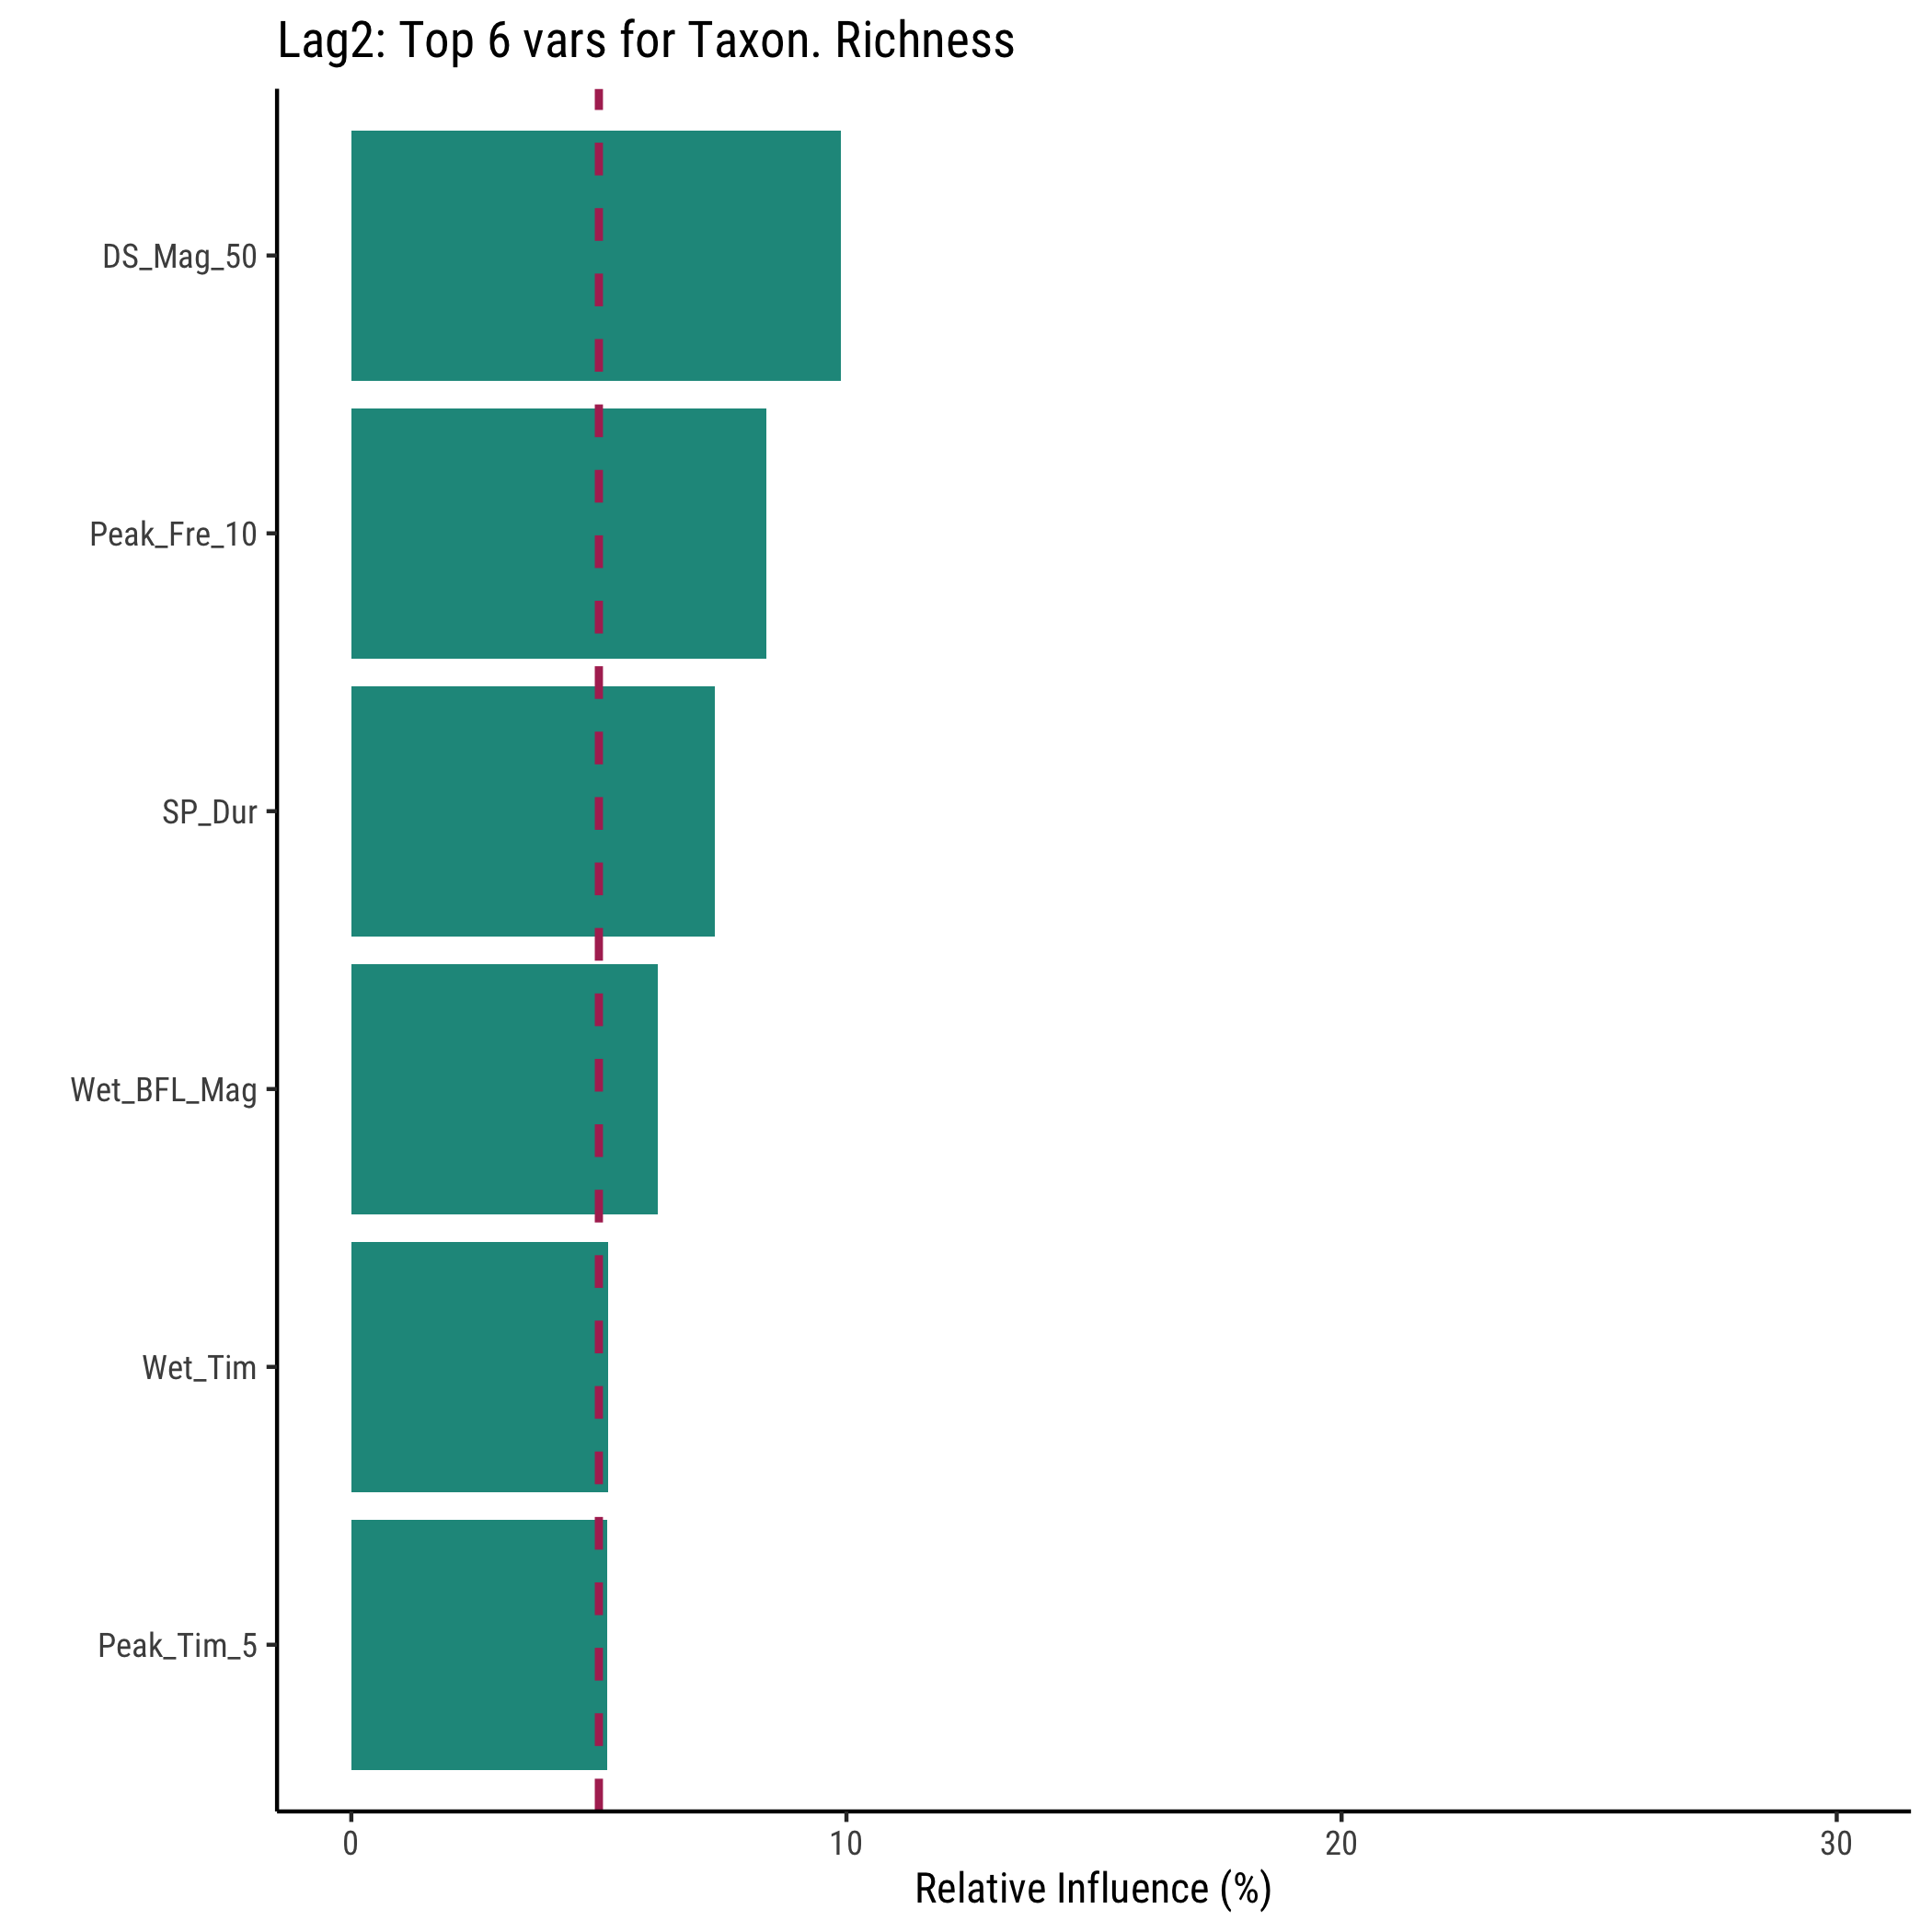 Lag2: Top 6 vars for Taxon. Richness
DS_Mag_50
Peak_Fre_10
SP_Dur
Wet_BFL_Mag
Wet_Tim
Peak_Tim_5
0 10 20 30
Relative Influence (%)